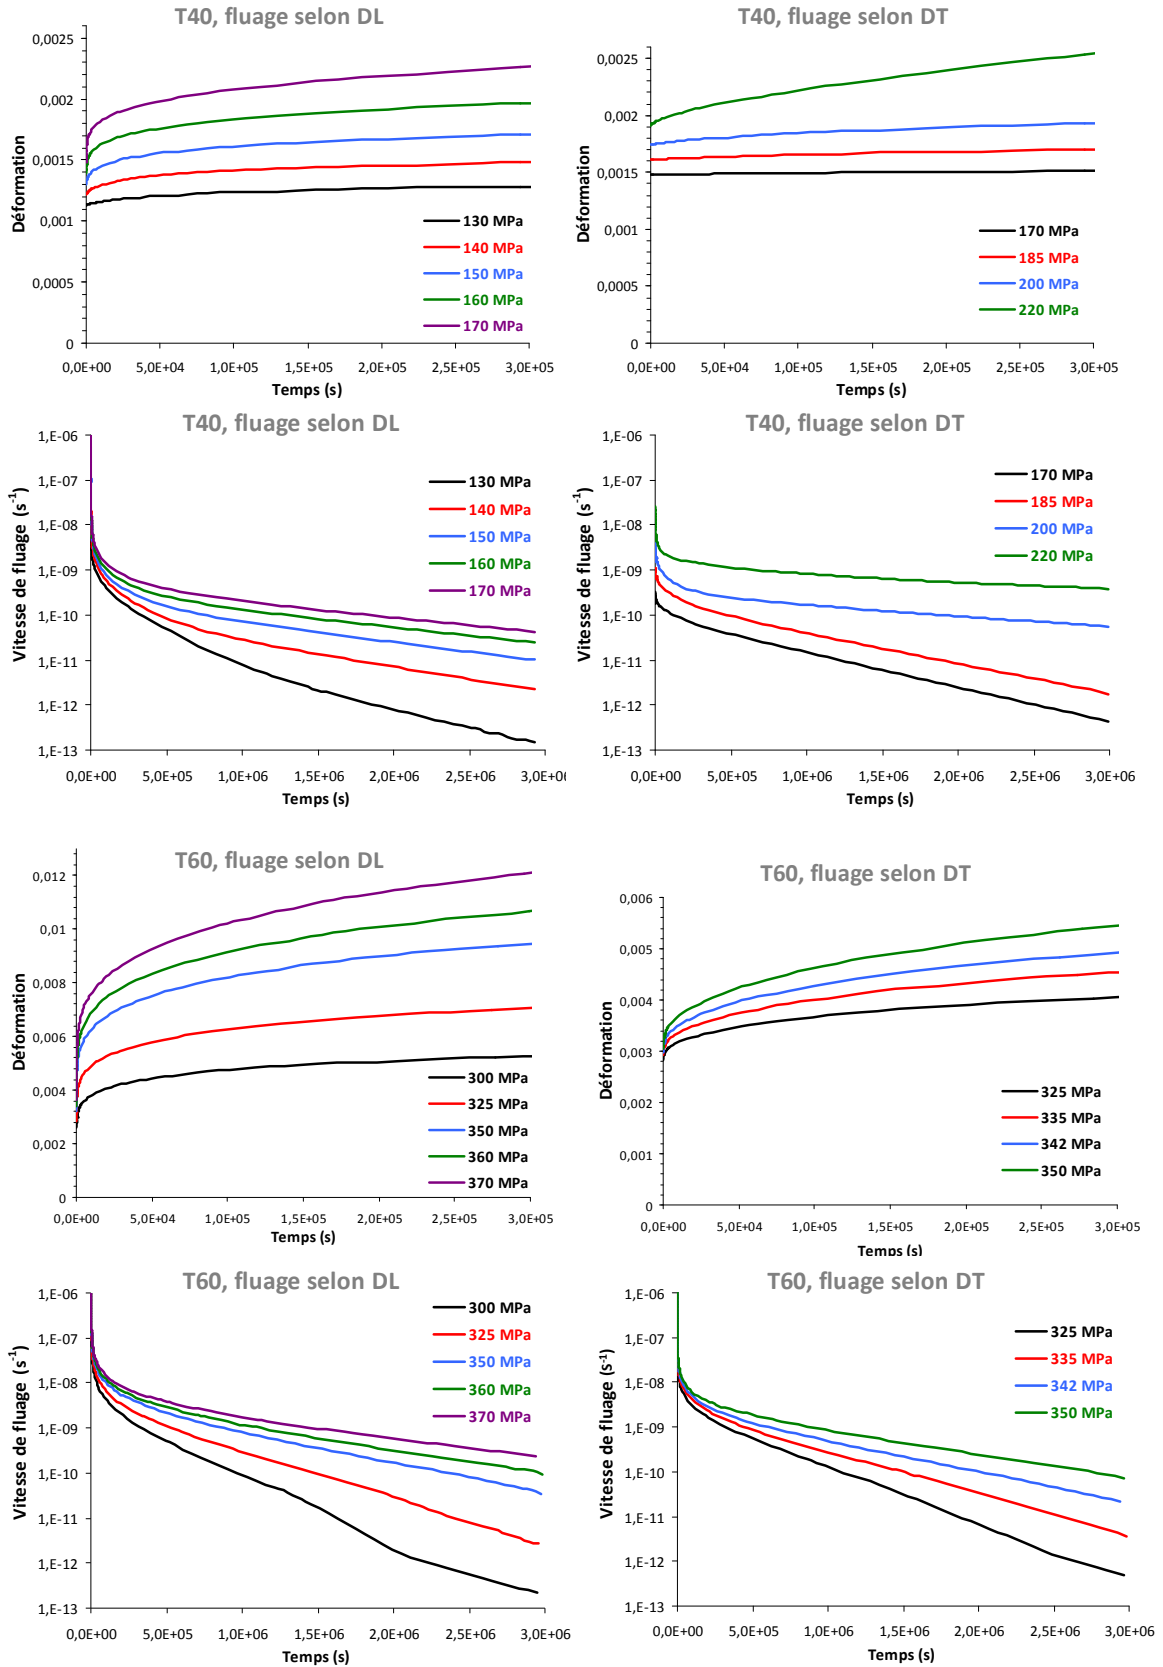 T40, fluage selon DL
0,0025
0,002
0,0015
0,001
0,0005
0
Déformation
130 MPa
140 MPa
150 MPa
160 MPa
170 MPa
0,0E+00 5,0E+04 1,0E+05 1,5E+05 2,0E+05 2,5E+05 3,0E+05
Temps (s)
T40, fluage selon DT
0,0025
0,002
0,0015
0,001
0,0005
0
Déformation
170 MPa
185 MPa
200 MPa
220 MPa
0,0E+00 5,0E+04 1,0E+05 1,5E+05 2,0E+05 2,5E+05 3,0E+05
Temps (s)
T40, fluage selon DL
1,E-06
1,E-07
1,E-08
1,E-09
1,E-10
1,E-11
1,E-12
1,E-13
Vitesse de fluage (s-1)
130 MPa
140 MPa
150 MPa
160 MPa
170 MPa
0,0E+00 5,0E+05 1,0E+06 1,5E+06 2,0E+06 2,5E+06 3,0E+06
Temps (s)
T40, fluage selon DT
1,E-06
1,E-07
1,E-08
1,E-09
1,E-10
1,E-11
1,E-12
1,E-13
Vitesse de fluage (s-1)
170 MPa
185 MPa
200 MPa
220 MPa
0,0E+00 5,0E+05 1,0E+06 1,5E+06 2,0E+06 2,5E+06 3,0E+06
Temps (s)
T60, fluage selon DL
0,012
0,01
0,008
0,006
0,004
0,002
0
Déformation
300 MPa
325 MPa
350 MPa
360 MPa
370 MPa
0,0E+00 5,0E+04 1,0E+05 1,5E+05 2,0E+05 2,5E+05 3,0E+05
Temps (s)
T60, fluage selon DT
0,006
0,005
0,004
0,003
0,002
0,001
0
Déformation
325 MPa
335 MPa
342 MPa
350 MPa
0,0E+00 5,0E+04 1,0E+05 1,5E+05 2,0E+05 2,5E+05 3,0E+05
Temps (s)
T60, fluage selon DL
1,E-06
1,E-07
1,E-08
1,E-09
1,E-10
1,E-11
1,E-12
1,E-13
Vitesse de fluage (s-1)
300 MPa
325 MPa
350 MPa
360 MPa
370 MPa
0,0E+00 5,0E+05 1,0E+06 1,5E+06 2,0E+06 2,5E+06 3,0E+06
Temps (s)
T60, fluage selon DT
1,E-06
1,E-07
1,E-08
1,E-09
1,E-10
1,E-11
1,E-12
1,E-13
Vitesse de fluage (s-1)
325 MPa
335 MPa
342 MPa
350 MPa
0,0E+00 5,0E+05 1,0E+06 1,5E+06 2,0E+06 2,5E+06 3,0E+06
Temps (s)